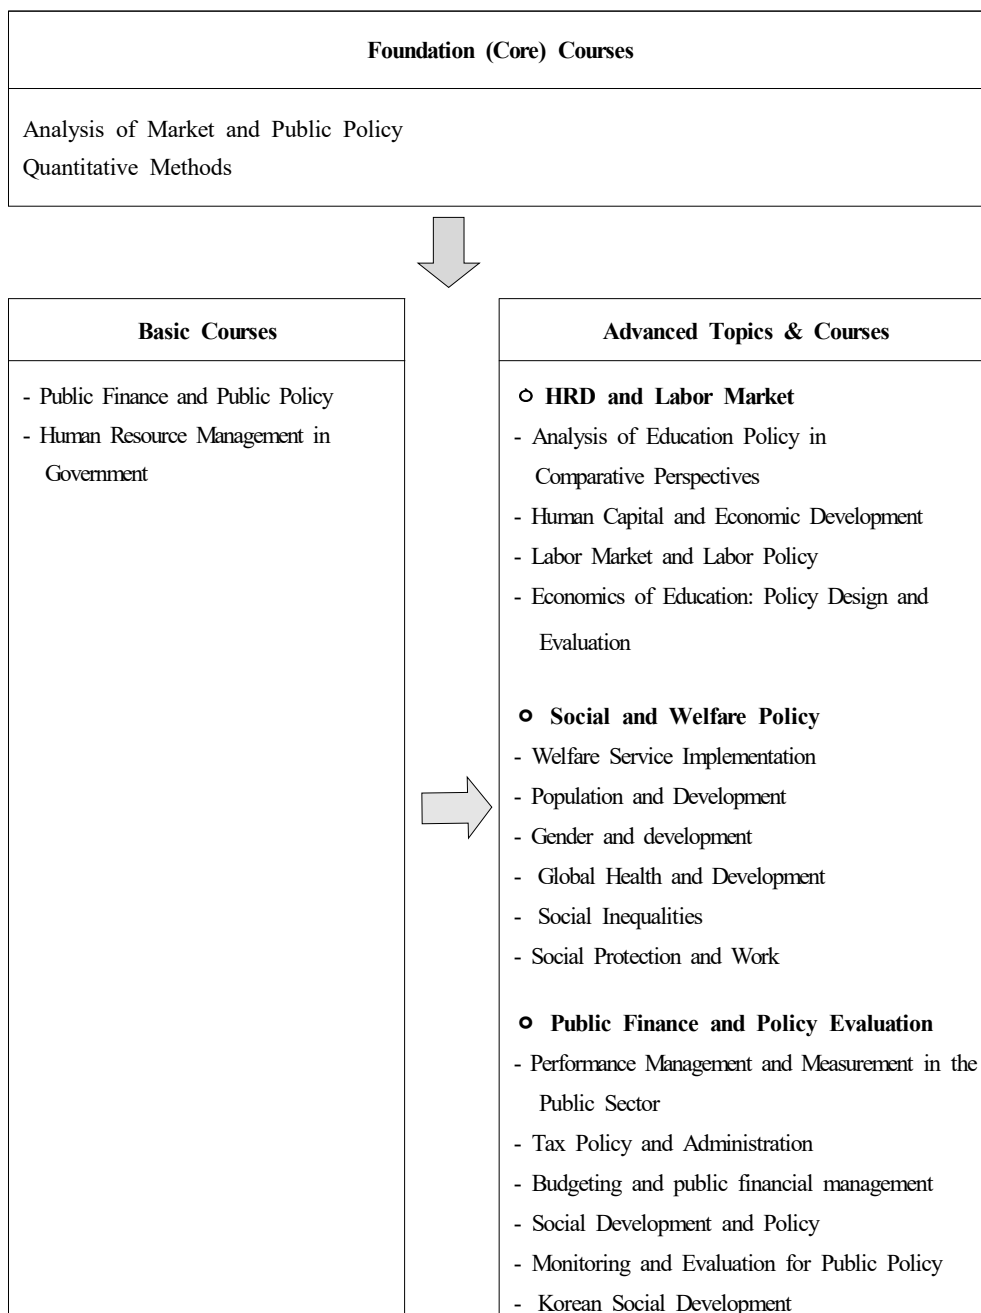 Foundation (Core) Courses
Analysis of Market and Public Policy
Quantitative Methods
Basic Courses
- Public Finance and Public Policy
- Human Resource Management in
Government
Advanced Topics & Courses
HRD and Labor Market
- Analysis of Education Policy in
Comparative Perspectives
- Human Capital and Economic Development
- Labor Market and Labor Policy
- Economics of Education: Policy Design and
Evaluation
Social and Welfare Policy
- Welfare Service Implementation
- Population and Development
- Gender and development
- Global Health and Development
- Social Inequalities
- Social Protection and Work
Public Finance and Policy Evaluation
- Performance Management and Measurement in the
Public Sector
- Tax Policy and Administration
- Budgeting and public financial management
- Social Development and Policy
- Monitoring and Evaluation for Public Policy
- Korean Social Development